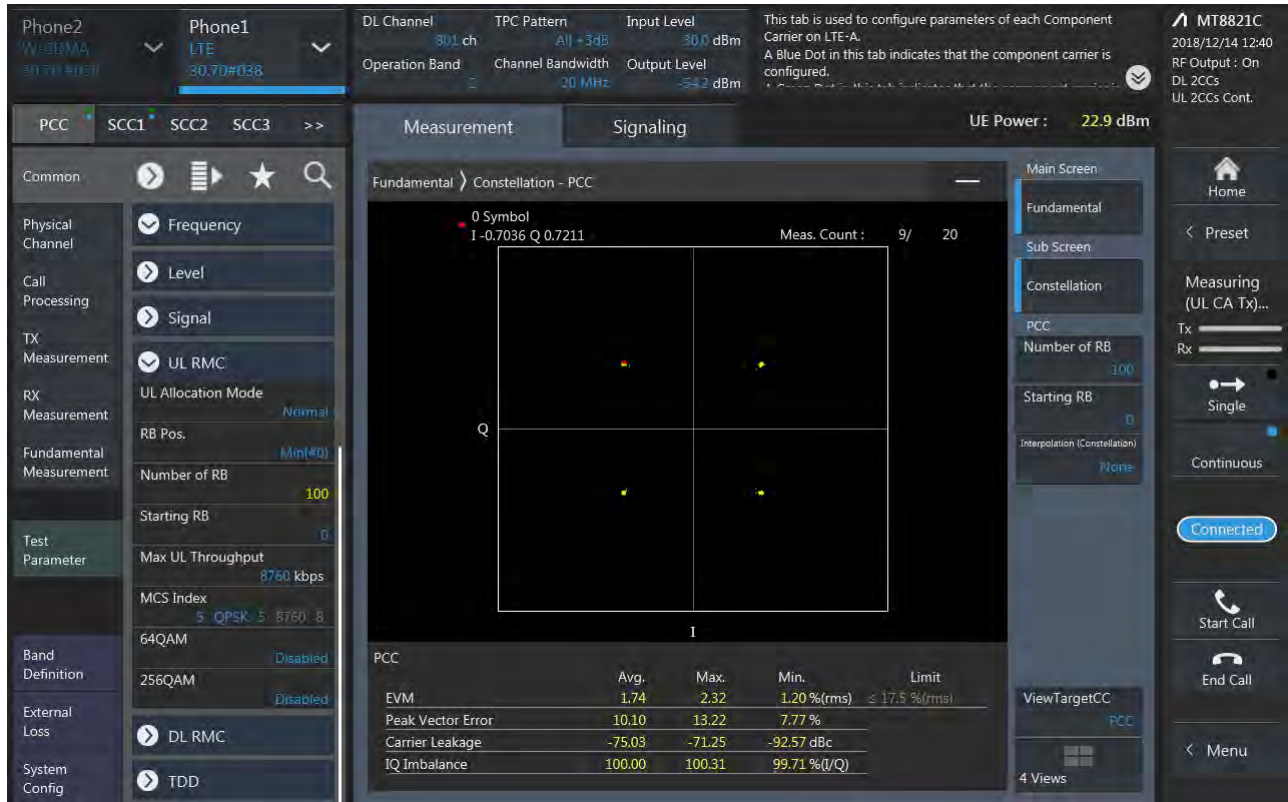 Phone2
W-CDMA
30.70#038
Phone1
LTE
30.70#038
DL Channel
301 ch
TPC Pattern
All +3dB
Input Level
30.0 dBm
Operation Band
2
Channel Bandwidth
20 MHz
Output Level
-54.2 dBm
This tab is used to configure parameters of each Component
Carrier on LTE-A.
A Blue Dot in this tab indicates that the component carrier is
configured.
MT8821C
2018/12/14 12:40
RF Output : On
DL 2CCs
UL 2CCs Cont.
PCC SCC1 SCC2 SCC3 >>
Measurement
Signaling
UE Power : 22.9 dBm
Common
Physical
Channel
Call
Processing
TX
Measurement
RX
Measurement
Fundamental
Measurement
Test
Parameter
Band
Definition
External
Loss
System
Config
Frequency
Level
Signal
UL RMC
UL Allocation Mode
Normal
RB Pos.
Min(#0)
Number of RB
100
Starting RB
0
Max UL Throughput
8760 kbps
MCS Index
5 QPSK 5 8760 8
64QAM
Disabled
256QAM
Disabled
DL RMC
TDD
Fundamental > Constellation - PCC
0 Symbol
I -0.7036 Q 0.7211
Meas. Count : 9/ 20
Q
I
PCC
Avg. Max. Min. Limit
EVM 1.74 2.32 1.20 %(rms) ≤ 17.5 %(rms)
Peak Vector Error 10.10 13.22 7.77 %
Carrier Leakage -75.03 -71.25 -92.57 dBc
IQ Imbalance 100.00 100.31 99.71 %(I/Q)
Main Screen
Fundamental
Sub Screen
Constellation
PCC
Number of RB
100
Starting RB
0
Interpolation (Constellation)
None
ViewTargetCC
PCC
4 Views
Home
< Preset
Measuring
(UL CA Tx)...
Tx
Rx
Single
Continuous
Connected
Start Call
End Call
< Menu